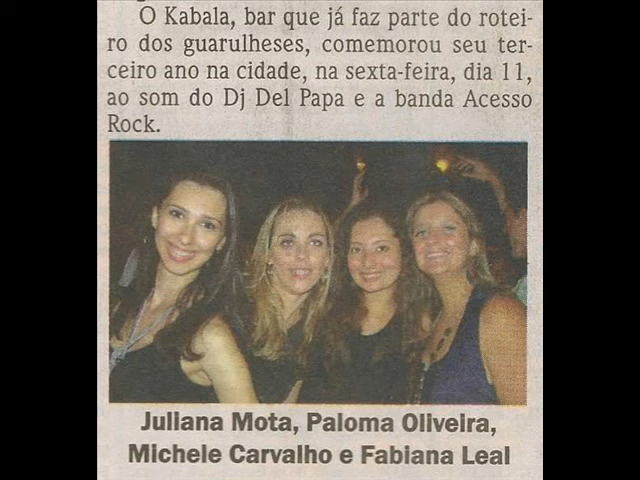 O Kabala, bar que já faz parte do rotei-
ro dos guarulheses, comemorou seu ter-
ceiro ano na cidade, na sexta-feira, dia 11,
ao som do Dj Del Papa e a banda Acesso
Rock.
Juliana Mota, Paloma Oliveira,
Michele Carvalho e Fabiana Leal